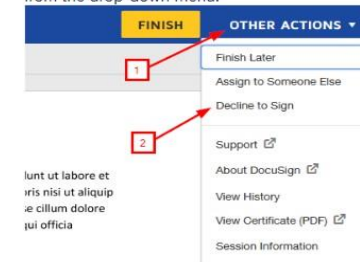 from the drop-down menu.
FINISH OTHER ACTIONS
1
Finish Later
Assign to Someone Else
Decline to Sign
2
Support
About DocuSign
View History
View Certificate (PDF)
Session Information
lunt ut labore et
oris nisi ut aliquip
se cillum dolore
qui officia